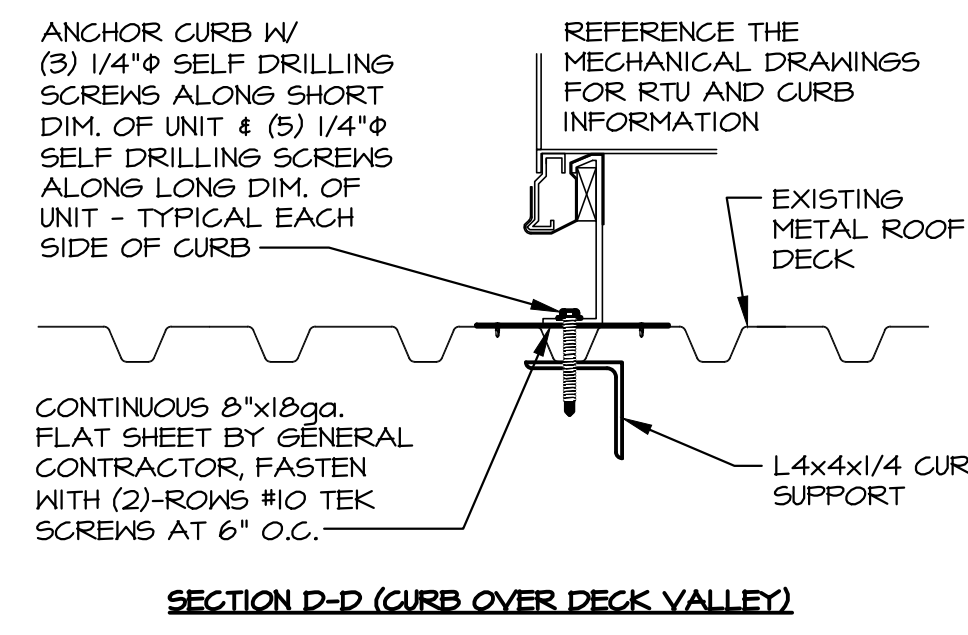 ANCHOR CURB W/
(3) 1/4"Φ SELF DRILLING
SCREWS ALONG SHORT
DIM. OF UNIT & (5) 1/4"Φ
SELF DRILLING SCREWS
ALONG LONG DIM. OF
UNIT - TYPICAL EACH
SIDE OF CURB
REFERENCE THE
MECHANICAL DRAWINGS
FOR RTU AND CURB
INFORMATION
EXISTING
METAL ROOF
DECK
CONTINUOUS 8"x18ga.
FLAT SHEET BY GENERAL
CONTRACTOR, FASTEN
WITH (2)-ROWS #10 TEK
SCREWS AT 6" O.C.
L4x4x1/4 CUR
SUPPORT
SECTION D-D (CURB OVER DECK VALLEY)